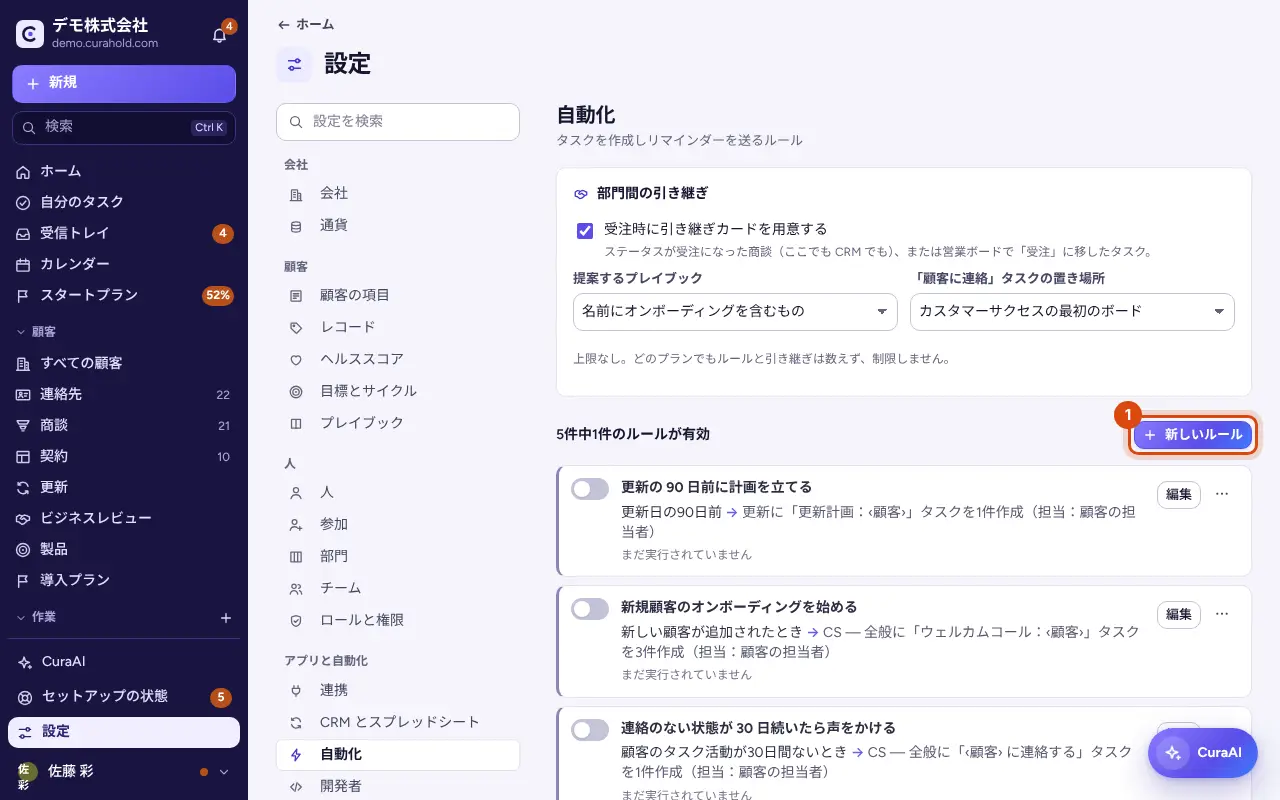 デモ株式会社
demo.curahold.com
4
新規
検索
Ctrl K
ホーム
自分のタスク
受信トレイ
4
カレンダー
スタートプラン
52%
顧客
すべての顧客
連絡先
22
商談
21
契約
10
更新
ビジネスレビュー
製品
導入プラン
作業
CuraAI
セットアップの状態
5
設定
佐彩
佐藤 彩
← ホーム
設定
設定を検索
会社
会社
通貨
顧客
顧客の項目
レコード
ヘルススコア
目標とサイクル
プレイブック
人
人
参加
部門
チーム
ロールと権限
アプリと自動化
連携
CRM とスプレッドシート
自動化
開発者
自動化
タスクを作成しリマインダーを送るルール
部門間の引き継ぎ
受注時に引き継ぎカードを用意する
ステータスが受注になった商談（ここでも CRM でも）、または営業ボードで「受注」に移したタスク。
提案するプレイブック
「顧客に連絡」タスクの置き場所
名前にオンボーディングを含むもの
カスタマーサクセスの最初のボード
上限なし。どのプランでもルールと引き継ぎは数えず、制限しません。
5件中1件のルールが有効
1
+ 新しいルール
更新の 90 日前に計画を立てる
更新日の90日前 → 更新に「更新計画：‹顧客›」タスクを1件作成（担当：顧客の担
当者）
まだ実行されていません
編集
新規顧客のオンボーディングを始める
新しい顧客が追加されたとき → CS — 全般に「ウェルカムコール：‹顧客›」タスク
を3件作成（担当：顧客の担当者）
まだ実行されていません
編集
連絡のない状態が 30 日続いたら声をかける
顧客のタスク活動が30日間ないとき → CS — 全般に「‹顧客› に連絡する」タスク
を1件作成（担当：顧客の担当者）
まだ実行されていません
CuraAI